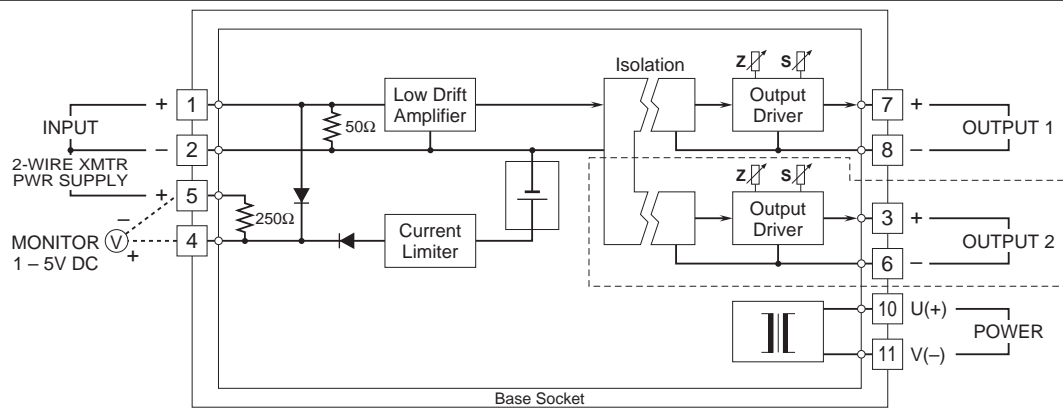 Isolation
Z S
Z S
+ 1
INPUT
– 2
2-WIRE XMTR
PWR SUPPLY
+ 5
–
MONITOR V 4
+
1 – 5V DC
50Ω
250Ω
Low Drift
Amplifier
Current
Limiter
Output
Driver
Output
Driver
7 +
OUTPUT 1
8 –
3 +
OUTPUT 2
6 –
10 U(+)
POWER
11 V(–)
Base Socket